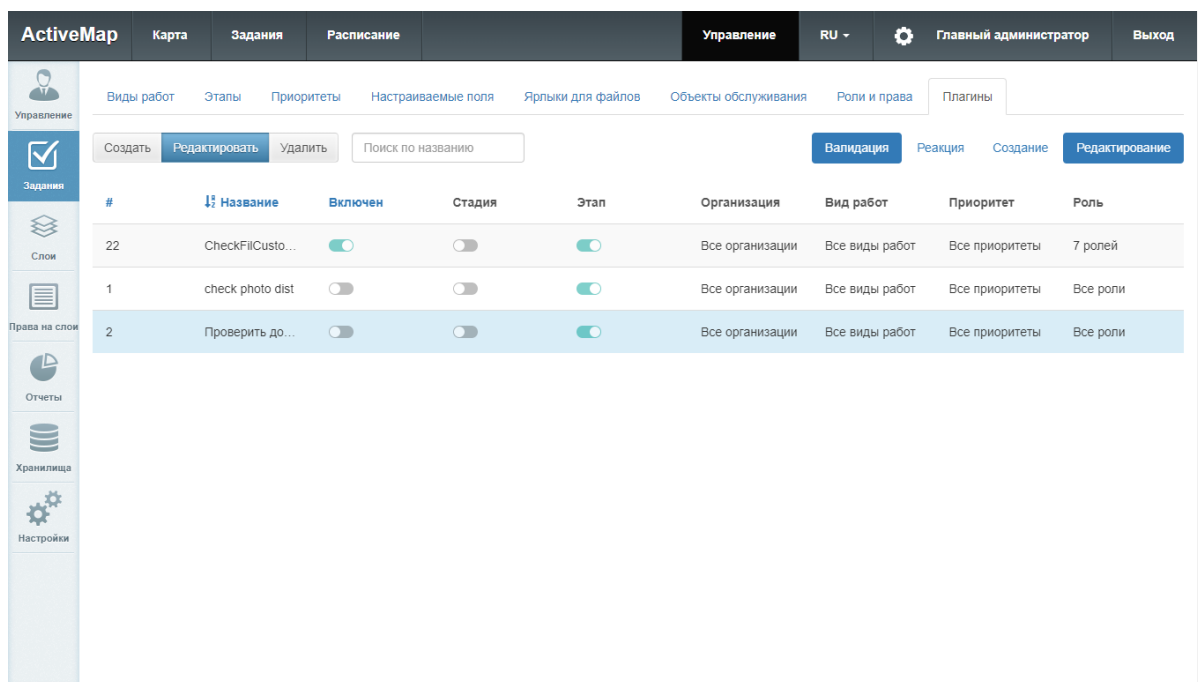 ActiveMap Карта Задания Расписание Управление RU Главный администратор Выход
Управление
Задания
Слои
Права на слои
Отчеты
Хранилища
Настройки
Виды работ Этапы Приоритеты Настраиваемые поля Ярлыки для файлов Объекты обслуживания Роли и права Плагины
Создать Редактировать Удалить Поиск по названию Валидация Реакция Создание Редактирование
# Название Включен Стадия Этап Организация Вид работ Приоритет Роль
22 CheckFilCusto... Все организации Все виды работ Все приоритеты 7 ролей
1 check photo dist Все организации Все виды работ Все приоритеты Все роли
2 Проверить до... Все организации Все виды работ Все приоритеты Все роли